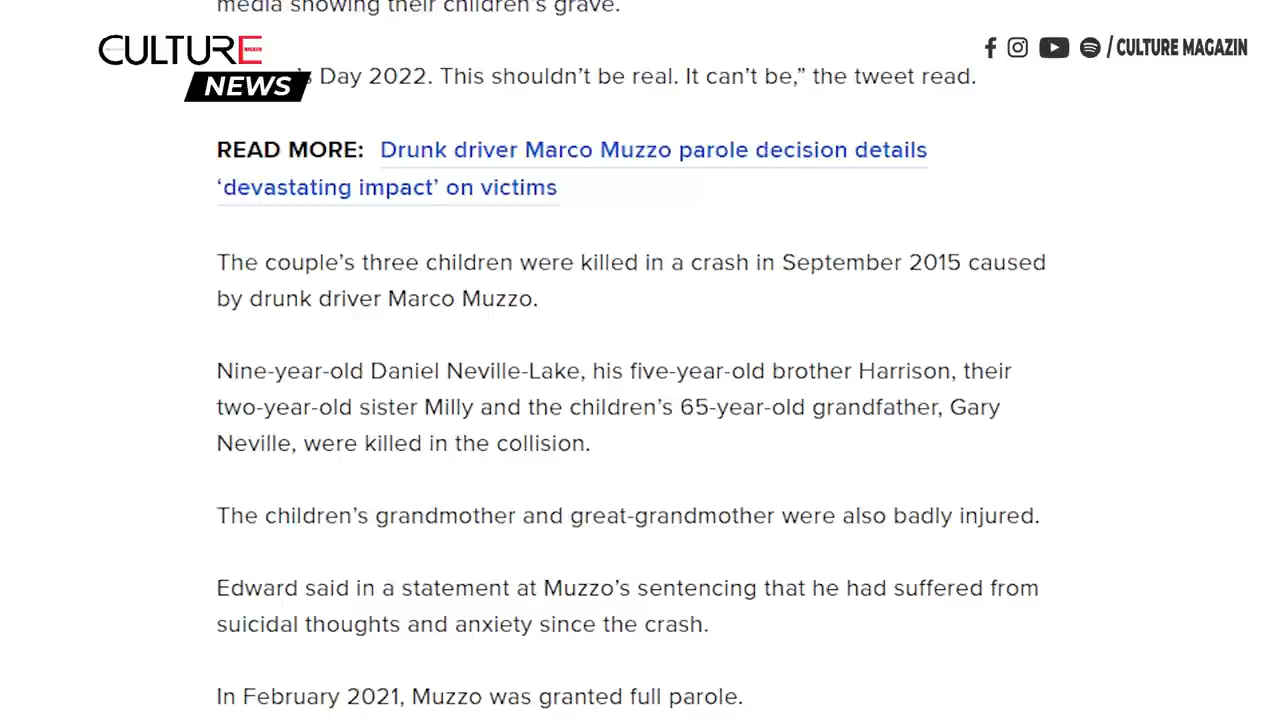 media showing their children's grave.
CULTURE
NEWS
/ CULTURE MAGAZIN
's Day 2022. This shouldn't be real. It can't be,” the tweet read.
READ MORE: Drunk driver Marco Muzzo parole decision details
‘devastating impact’ on victims
The couple's three children were killed in a crash in September 2015 caused
by drunk driver Marco Muzzo.
Nine-year-old Daniel Neville-Lake, his five-year-old brother Harrison, their
two-year-old sister Milly and the children's 65-year-old grandfather, Gary
Neville, were killed in the collision.
The children's grandmother and great-grandmother were also badly injured.
Edward said in a statement at Muzzo's sentencing that he had suffered from
suicidal thoughts and anxiety since the crash.
In February 2021, Muzzo was granted full parole.